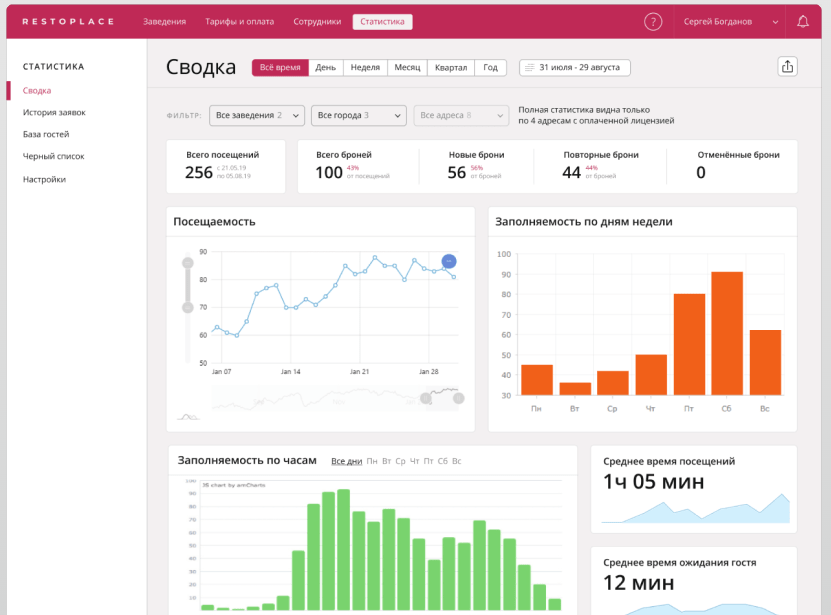 RESTOPLACE Заведения Тарифы и оплата Сотрудники Статистика ? Сергей Богданов
СТАТИСТИКА
Сводка
История заявок
База гостей
Черный список
Настройки
Сводка Всё время День Неделя Месяц Квартал Год 31 июля - 29 августа
ФИЛЬТР: Все заведения 2 Все города 3 Все адреса 8
Полная статистика видна только
по 4 адресам с оплаченной лицензией
Всего посещений
256 с 21.05.19
по 05.08.19
Всего броней
100 43%
от посещений
Новые брони
56 56%
от броней
Повторные брони
44 44%
от броней
Отменённые брони
0
Посещаемость
90
80
70
60
50
Jan 07 Jan 14 Jan 21 Jan 28
Заполняемость по дням недели
100
90
80
70
60
50
40
30
Пн Вт Ср Чт Пт Сб Вс
Заполняемость по часам Все дни Пн Вт Ср Чт Пт Сб Вс
JS chart by amCharts
100
90
80
70
60
50
40
30
20
10
Среднее время посещений
1ч 05 мин
Среднее время ожидания гостя
12 мин